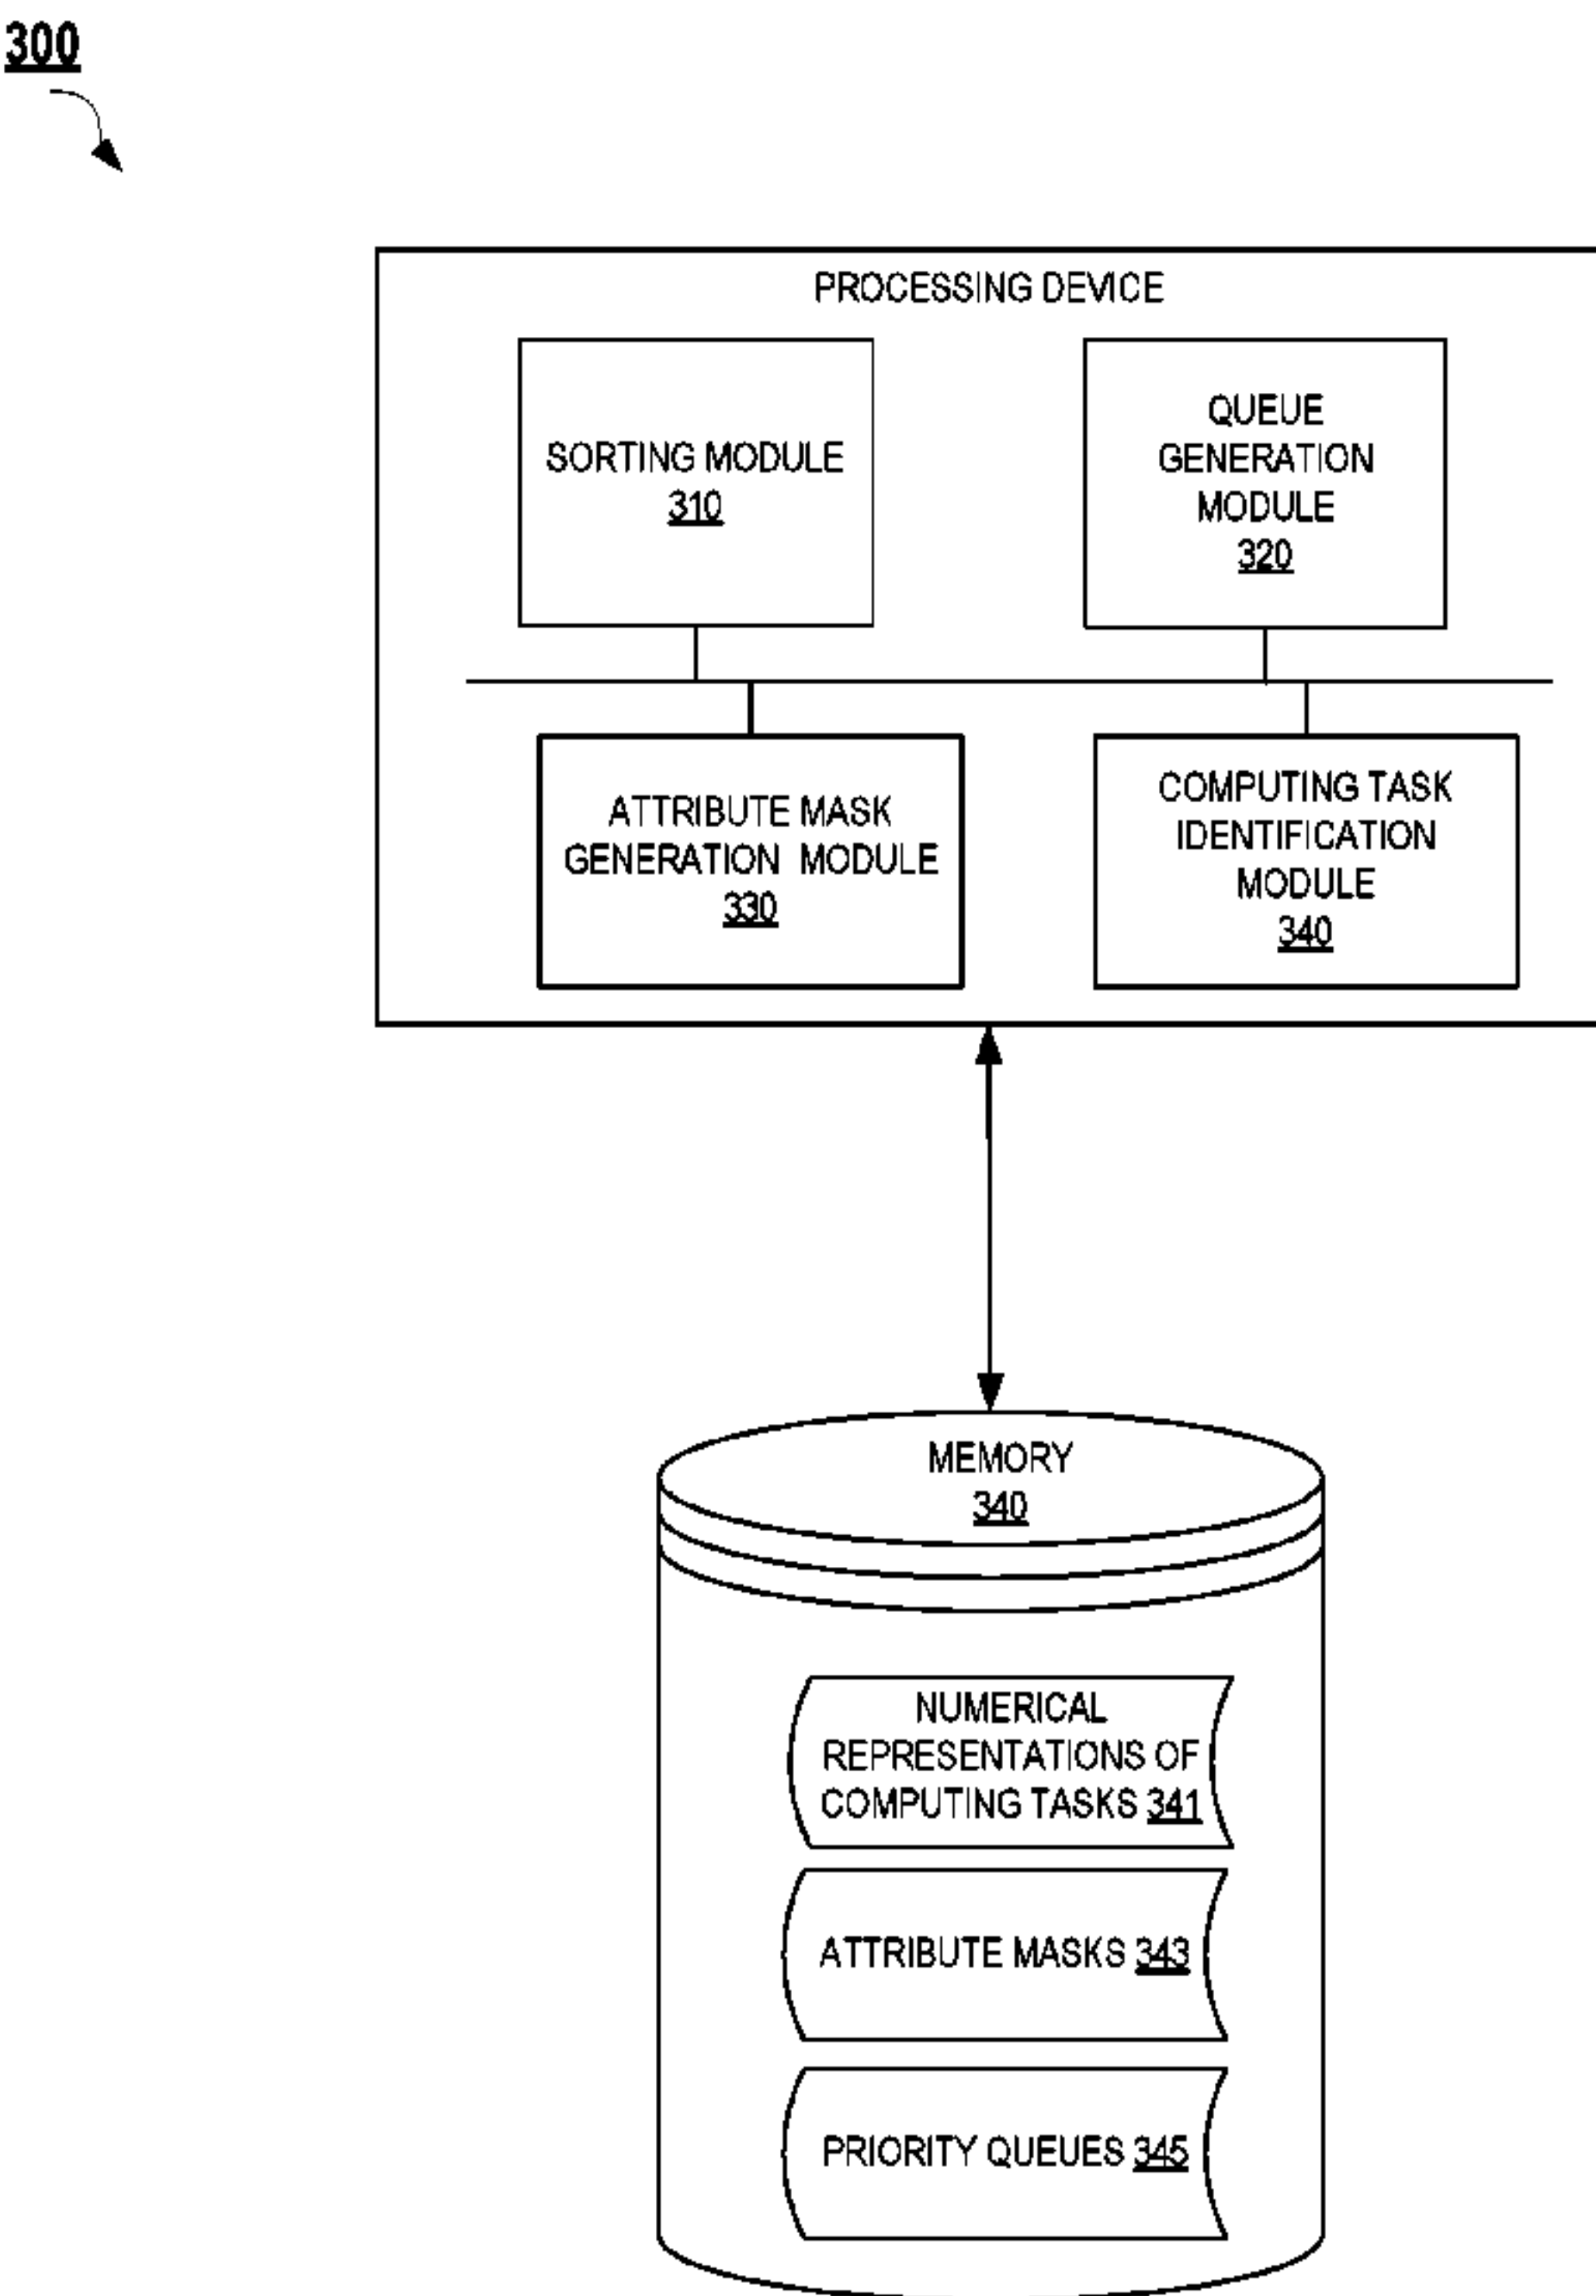 300
PROCESSING DEVICE
SORTING MODULE
310
QUEUE
GENERATION
MODULE
320
ATTRIBUTE MASK
GENERATION MODULE
330
COMPUTING TASK
IDENTIFICATION
MODULE
340
MEMORY
340
NUMERICAL
REPRESENTATIONS OF
COMPUTING TASKS 341
ATTRIBUTE MASKS 343
PRIORITY QUEUES 345